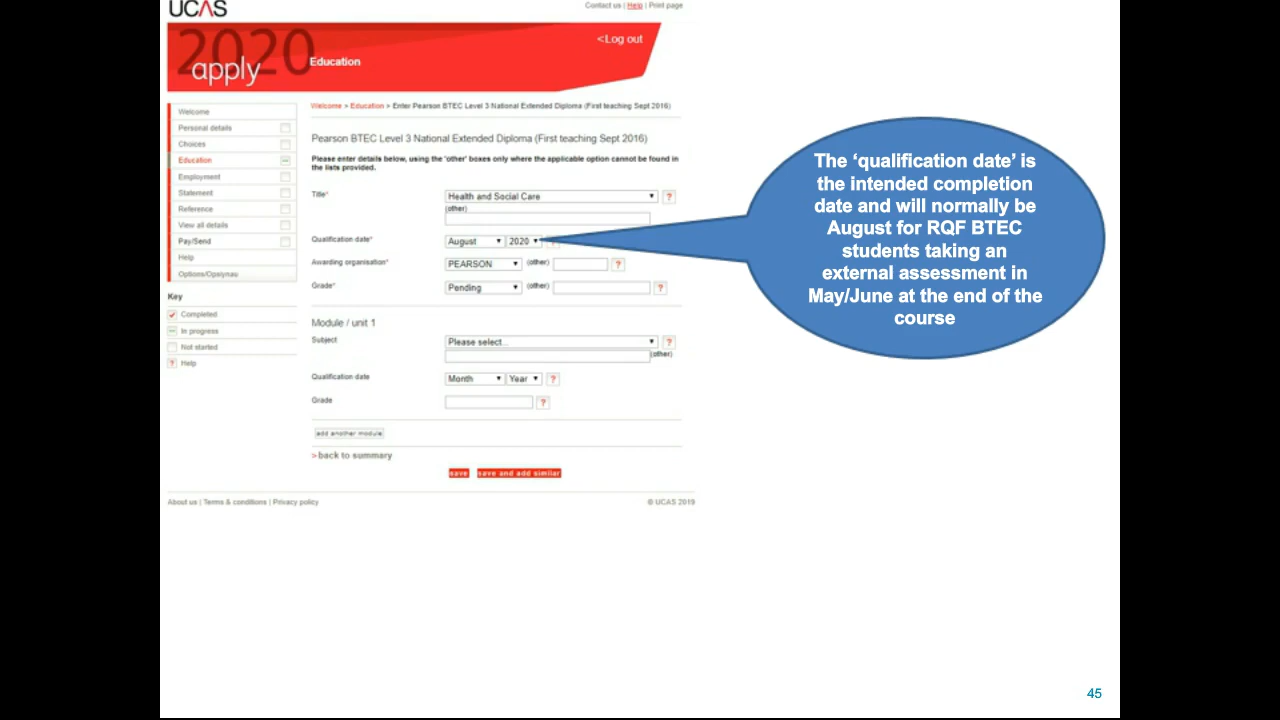 UCAS
Contact us | Help | Print page
2020
apply
Education
<Log out
Welcome
Personal details
Choices
Education
Employment
Statement
Reference
View all details
Pay/Send
Help
Options/Opsiynau
Key
Completed
In progress
Not started
? Help
Welcome > Education > Enter Pearson BTEC Level 3 National Extended Diploma (First teaching Sept 2016)
Pearson BTEC Level 3 National Extended Diploma (First teaching Sept 2016)
Please enter details below, using the 'other' boxes only where the applicable option cannot be found in
the lists provided.
Title* Health and Social Care ?
(other)
Qualification date* August 2020
Awarding organisation* PEARSON (other) ?
Grade* Pending (other) ?
Module / unit 1
Subject Please select... ?
(other)
Qualification date Month Year ?
Grade ?
add another module
>back to summary
save save and add similar
About us | Terms & conditions | Privacy policy
© UCAS 2019
The ‘qualification date’ is
the intended completion
date and will normally be
August for RQF BTEC
students taking an
external assessment in
May/June at the end of the
course
45